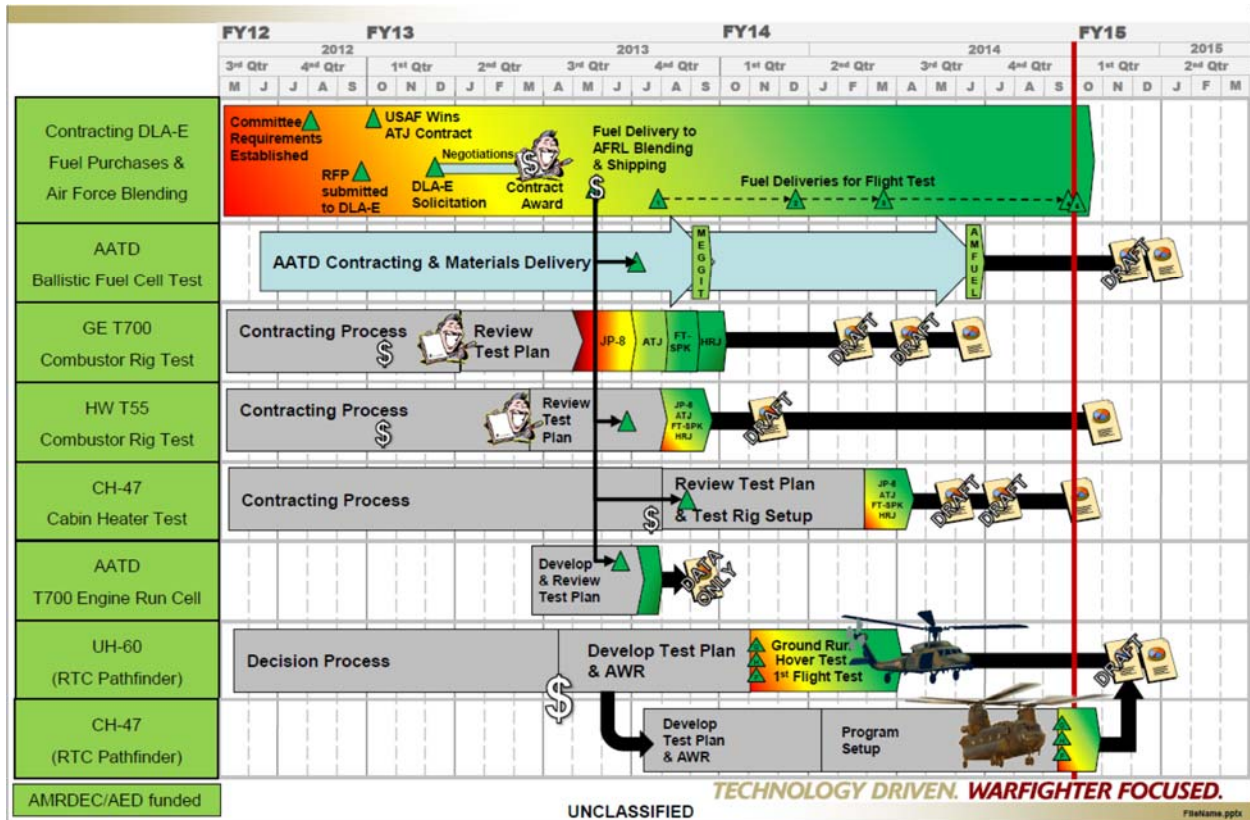 FY12
FY13
FY14
FY15
2012
2013
2014
2015
3rd Qtr
4nd Qtr
1st Qtr
2nd Qtr
3rd Qtr
4nd Qtr
1st Qtr
2nd Qtr
3rd Qtr
4nd Qtr
1st Qtr
2nd Qtr
M J J A S O N D J F M A M J J A S O N D J F M A M J J A S O N D J F M
Contracting DLA-E
Fuel Purchases &
Air Force Blending
Committee
Requirements
Established
USAF Wins
ATJ Contract
RFP
submitted
to DLA-E
Negotiations
DLA-E
Solicitation
$
Contract
Award
Fuel Delivery to
AFRL Blending
& Shipping
$
Fuel Deliveries for Flight Test
AATD
Ballistic Fuel Cell Test
AATD Contracting & Materials Delivery
MEGGIT
AMFUEL
DRAFT
GE T700
Combustor Rig Test
Contracting Process
$
Review
Test Plan
JP-8
ATJ
FT-
SPK
HRJ
DRAFT
DRAFT
HW T55
Combustor Rig Test
Contracting Process
$
Review
Test
Plan
JP-8
ATJ
FT-SPK
HRJ
DRAFT
CH-47
Cabin Heater Test
Contracting Process
Review Test Plan
& Test Rig Setup
$
JP-8
ATJ
FT-SPK
HRJ
DRAFT
DRAFT
AATD
T700 Engine Run Cell
Develop
& Review
Test Plan
DATA
ONLY
UH-60
(RTC Pathfinder)
Decision Process
$
Develop Test Plan
& AWR
Ground Run
Hover Test
1st Flight Test
DRAFT
CH-47
(RTC Pathfinder)
Develop
Test Plan
& AWR
Program
Setup
AMRDEC/AED funded
TECHNOLOGY DRIVEN. WARFIGHTER FOCUSED.
UNCLASSIFIED
FileName.pptx